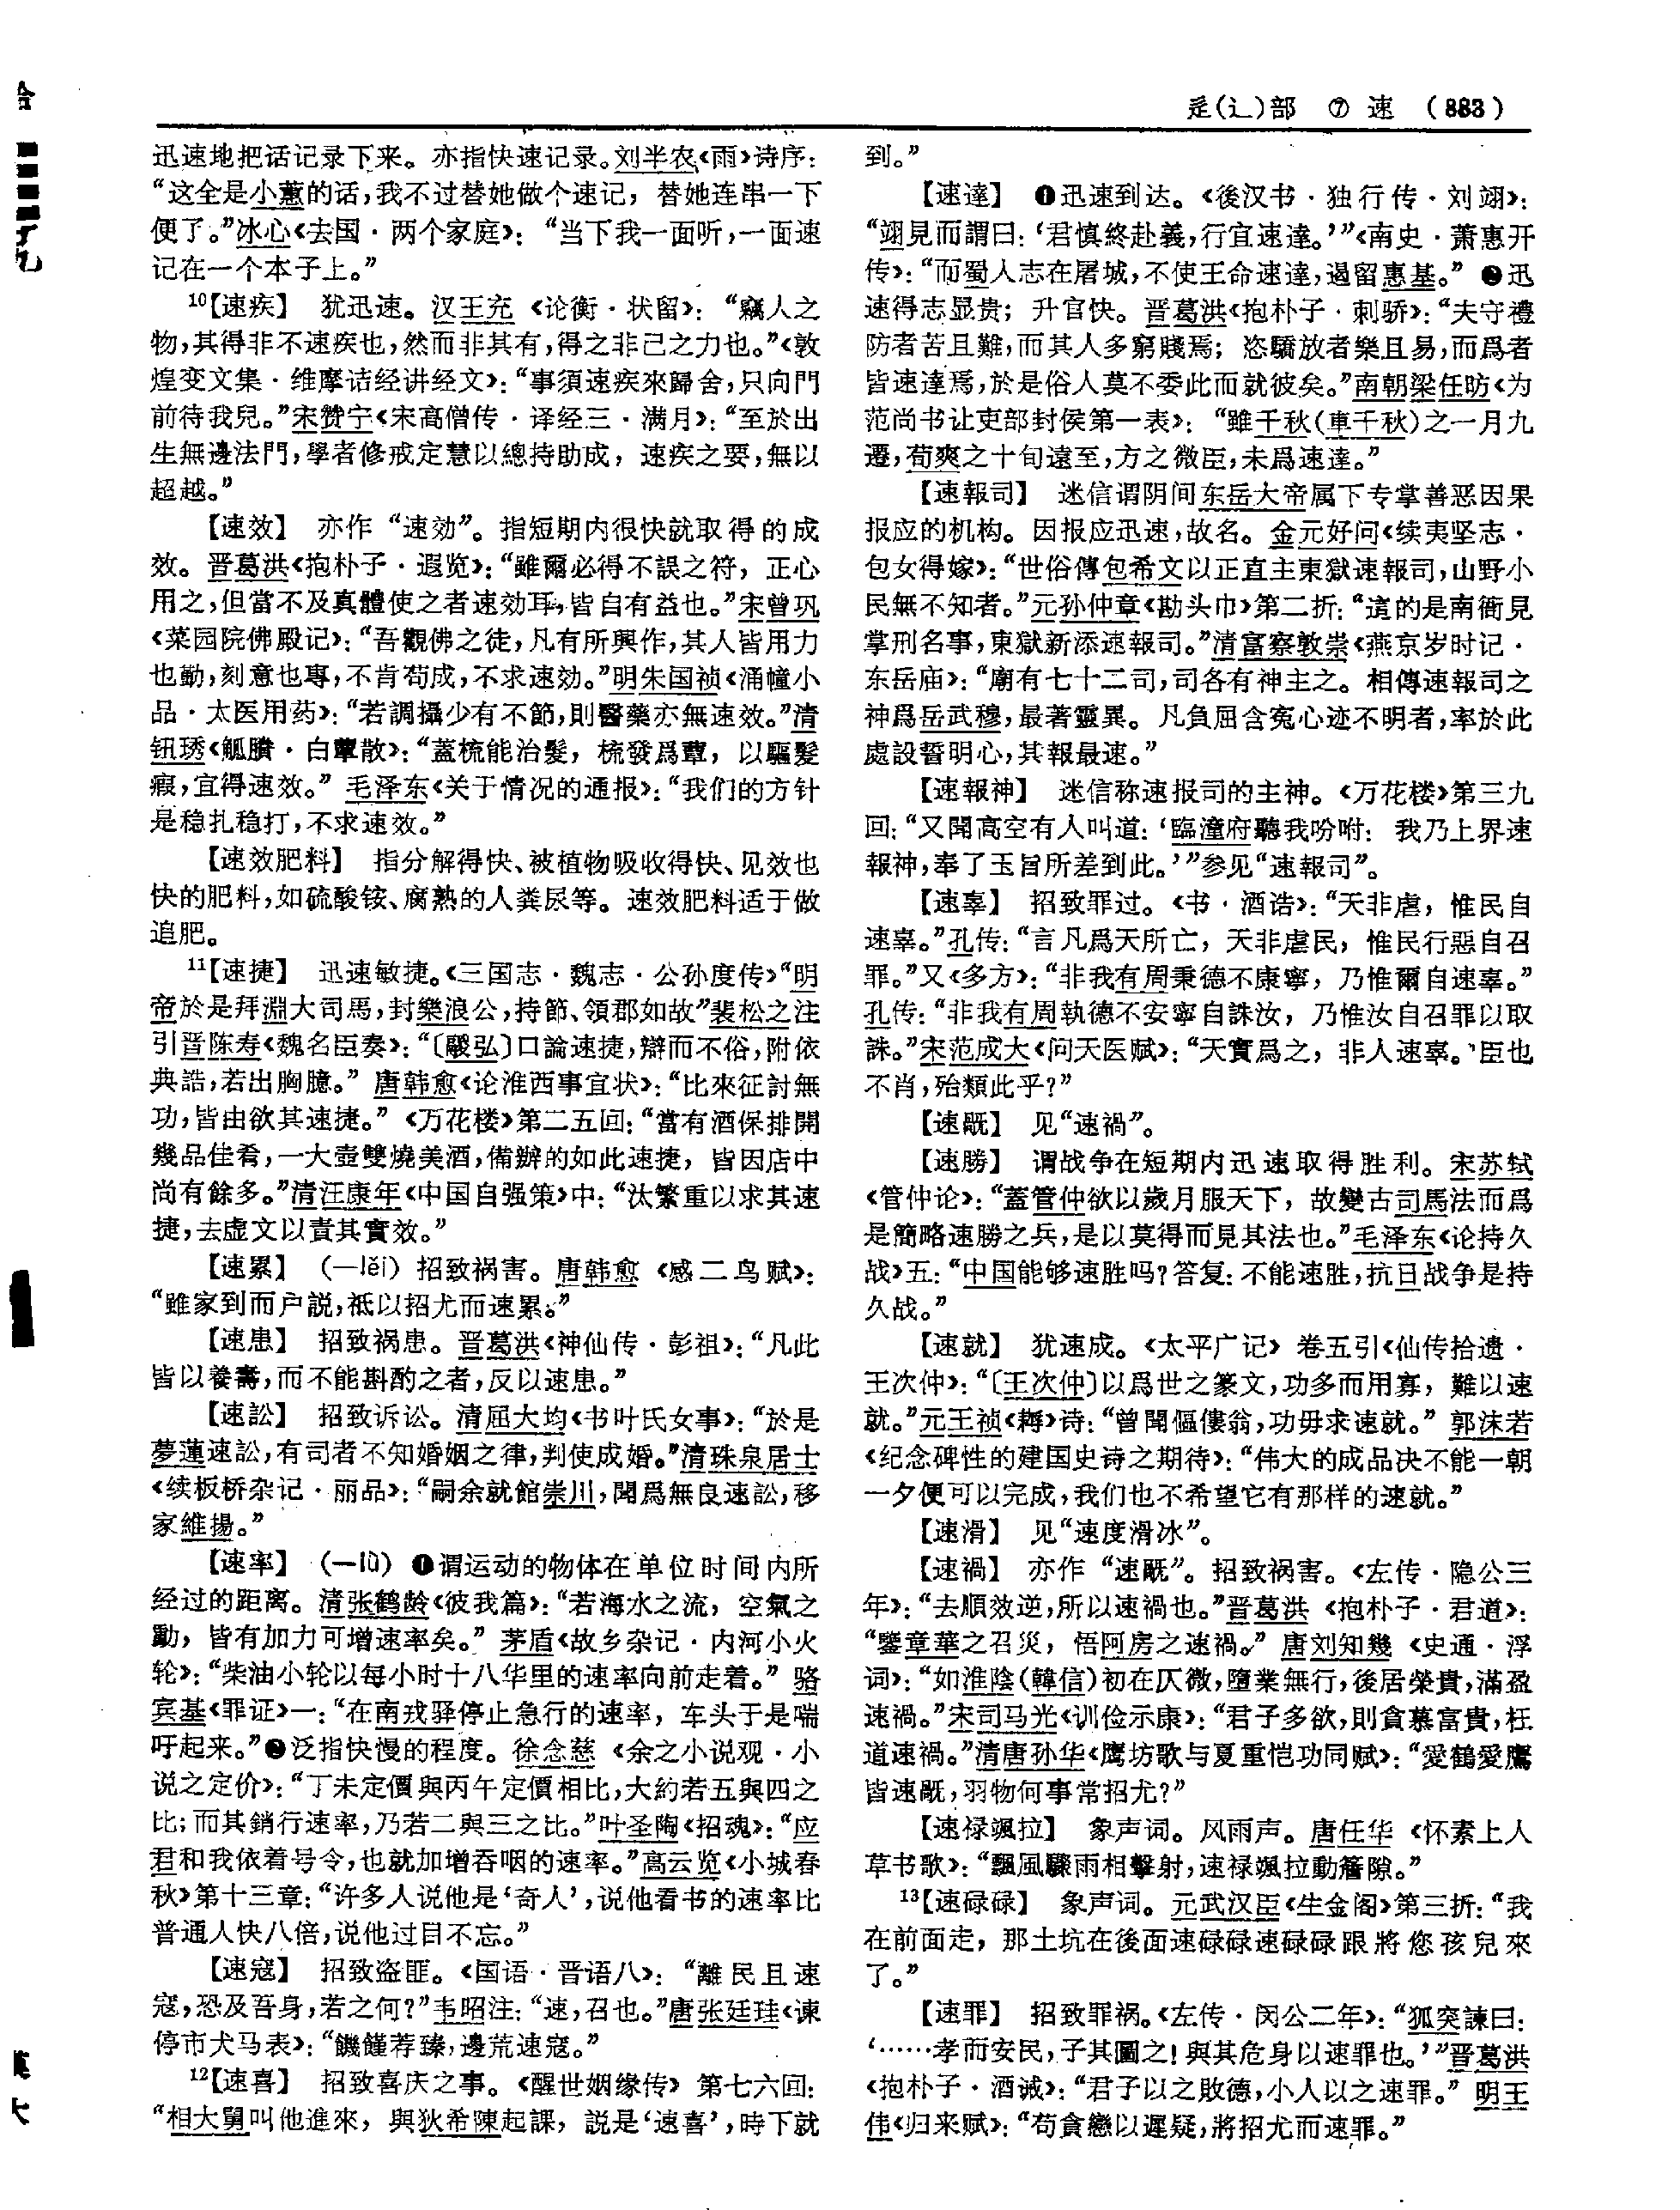 辵(辶)部 ⑦ 速 (883)
迅速地把话记录下来。亦指快速记录。刘半农《雨》诗序：
“这全是小蕙的话，我不过替她做个速记，替她连串一下
便了。”冰心《去国·两个家庭》：“当下我一面听，一面速
记在一个本子上。”
10【速疾】 犹迅速。汉王充《论衡·状留》：“竊人之
物，其得非不速疾也，然而非其有，得之非己之力也。”《敦
煌变文集·维摩诘经讲经文》：“事須速疾來歸舍，只向門
前待我兒。”宋赞宁《宋高僧传·译经三·满月》：“至於出
生無邊法門，學者修戒定慧以總持助成，速疾之要，無以
超越。”
【速效】 亦作“速効”。指短期内很快就取得的成
效。晋葛洪《抱朴子·遐览》：“雖爾必得不誤之符，正心
用之，但當不及真體使之者速効耳，皆自有益也。”宋曾巩
《菜园院佛殿记》：“吾觀佛之徒，凡有所興作，其人皆用力
也勤，刻意也專，不肯苟成，不求速効。”明朱国祯《涌幢小
品·太医用药》：“若調攝少有不節，則醫藥亦無速效。”清
钮琇《觚賸·白蕈散》：“蓋梳能治髮，梳發爲蕈，以驅髮
瘕，宜得速效。”毛泽东《关于情况的通报》：“我们的方针
是稳扎稳打，不求速效。”
【速效肥料】 指分解得快、被植物吸收得快、见效也
快的肥料，如硫酸铵、腐熟的人粪尿等。速效肥料适于做
追肥。
11【速捷】 迅速敏捷。《三国志·魏志·公孙度传》“明
帝於是拜淵大司馬，封樂浪公，持節、領郡如故”裴松之注
引晋陈寿《魏名臣奏》：“〔毌弘〕口論速捷，辯而不俗，附依
典誥，若出胸臆。”唐韩愈《论淮西事宜状》：“比來征討無
功，皆由欲其速捷。”《万花楼》第二五回：“當有酒保排開
幾品佳肴，一大壺雙燒美酒，備辦的如此速捷，皆因店中
尚有餘多。”清汪康年《中国自强策》中：“汰繁重以求其速
捷，去虚文以責其實效。”
【速累】 (—lěi) 招致祸害。唐韩愈《感二鸟赋》：
“雖家到而户説，祇以招尤而速累。”
【速患】 招致祸患。晋葛洪《神仙传·彭祖》：“凡此
皆以養壽，而不能斟酌之者，反以速患。”
【速訟】 招致诉讼。清屈大均《书叶氏女事》：“於是
夢蓮速訟，有司者不知婚姻之律，判使成婚。”清珠泉居士
《续板桥杂记·丽品》：“嗣余就館崇川，聞爲無良速訟，移
家維揚。”
【速率】 (—lǜ) ❶谓运动的物体在单位时间内所
经过的距离。清张鹤龄《彼我篇》：“若海水之流，空氣之
動，皆有加力可增速率矣。”茅盾《故乡杂记·内河小火
轮》：“柴油小轮以每小时十八华里的速率向前走着。”骆
宾基《罪证》一：“在南戎驿停止急行的速率，车头于是喘
吁起来。”❷泛指快慢的程度。徐念慈《余之小说观·小
说之定价》：“丁未定價與丙午定價相比，大約若五與四之
比；而其銷行速率，乃若二與三之比。”叶圣陶《招魂》：“应
君和我依着号令，也就加增吞咽的速率。”高云览《小城春
秋》第十三章：“许多人说他是‘奇人’，说他看书的速率比
普通人快八倍，说他过目不忘。”
【速寇】 招致盗匪。《国语·晋语八》：“離民且速
寇，恐及吾身，若之何？”韦昭注：“速，召也。”唐张廷珪《谏
停市犬马表》：“饑饉荐臻，邊荒速寇。”
12【速喜】 招致喜庆之事。《醒世姻缘传》第七六回：
“相大舅叫他進來，與狄希陳起課，説是‘速喜’，時下就
到。”
【速達】 ❶迅速到达。《後汉书·独行传·刘翊》：
“翊見而謂曰：‘君慎終赴義，行宜速達。’”《南史·萧惠开
传》：“而蜀人志在屠城，不使王命速達，遏留惠基。”❷迅
速得志显贵；升官快。晋葛洪《抱朴子·刺骄》：“夫守禮
防者苦且難，而其人多窮賤焉；恣驕放者樂且易，而爲者
皆速達焉，於是俗人莫不委此而就彼矣。”南朝梁任昉《为
范尚书让吏部封侯第一表》：“雖千秋（車千秋）之一月九
遷，荀爽之十旬遠至，方之微臣，未爲速達。”
【速報司】 迷信谓阴间东岳大帝属下专掌善恶因果
报应的机构。因报应迅速，故名。金元好问《续夷坚志·
包女得嫁》：“世俗傳包希文以正直主東獄速報司，山野小
民無不知者。”元孙仲章《勘头巾》第二折：“這的是南衙見
掌刑名事，東獄新添速報司。”清富察敦崇《燕京岁时记·
东岳庙》：“廟有七十二司，司各有神主之。相傳速報司之
神爲岳武穆，最著靈異。凡負屈含冤心迹不明者，率於此
處設誓明心，其報最速。”
【速報神】 迷信称速报司的主神。《万花楼》第三九
回：“又聞高空有人叫道：‘臨潼府聽我吩咐：我乃上界速
報神，奉了玉旨所差到此。’”参见“速報司”。
【速辜】 招致罪过。《书·酒诰》：“天非虐，惟民自
速辜。”孔传：“言凡爲天所亡，天非虐民，惟民行惡自召
罪。”又《多方》：“非我有周秉德不康寧，乃惟爾自速辜。”
孔传：“非我有周執德不安寧自誅汝，乃惟汝自召罪以取
誅。”宋范成大《问天医赋》：“天實爲之，非人速辜。’臣也
不肖，殆類此乎？”
【速旤】 见“速禍”。
【速勝】 谓战争在短期内迅速取得胜利。宋苏轼
《管仲论》：“蓋管仲欲以歲月服天下，故變古司馬法而爲
是簡略速勝之兵，是以莫得而見其法也。”毛泽东《论持久
战》五：“中国能够速胜吗？答复：不能速胜，抗日战争是持
久战。”
【速就】 犹速成。《太平广记》卷五引《仙传拾遗·
王次仲》：“〔王次仲〕以爲世之篆文，功多而用寡，難以速
就。”元王祯《耨》诗：“曾聞傴僂翁，功毋求速就。”郭沫若
《纪念碑性的建国史诗之期待》：“伟大的成品决不能一朝
一夕便可以完成，我们也不希望它有那样的速就。”
【速滑】 见“速度滑冰”。
【速禍】 亦作“速旤”。招致祸害。《左传·隐公三
年》：“去順效逆，所以速禍也。”晋葛洪《抱朴子·君道》：
“鑒章華之召災，悟阿房之速禍。”唐刘知幾《史通·浮
词》：“如淮陰（韓信）初在仄微，墮業無行，後居榮貴，滿盈
速禍。”宋司马光《训俭示康》：“君子多欲，則貪慕富貴，枉
道速禍。”清唐孙华《鹰坊歌与夏重恺功同赋》：“愛鶴愛鷹
皆速旤，羽物何事常招尤？”
【速禄颯拉】 象声词。风雨声。唐任华《怀素上人
草书歌》：“飄風驟雨相擊射，速禄颯拉動簷隙。”
13【速碌碌】 象声词。元武汉臣《生金阁》第三折：“我
在前面走，那土坑在後面速碌碌速碌碌跟將您孩兒來
了。”
【速罪】 招致罪祸。《左传·闵公二年》：“狐突諫曰：
‘……孝而安民，子其圖之！與其危身以速罪也。’”晋葛洪
《抱朴子·酒诫》：“君子以之敗德，小人以之速罪。”明王
伟《归来赋》：“苟貪戀以遲疑，將招尤而速罪。”